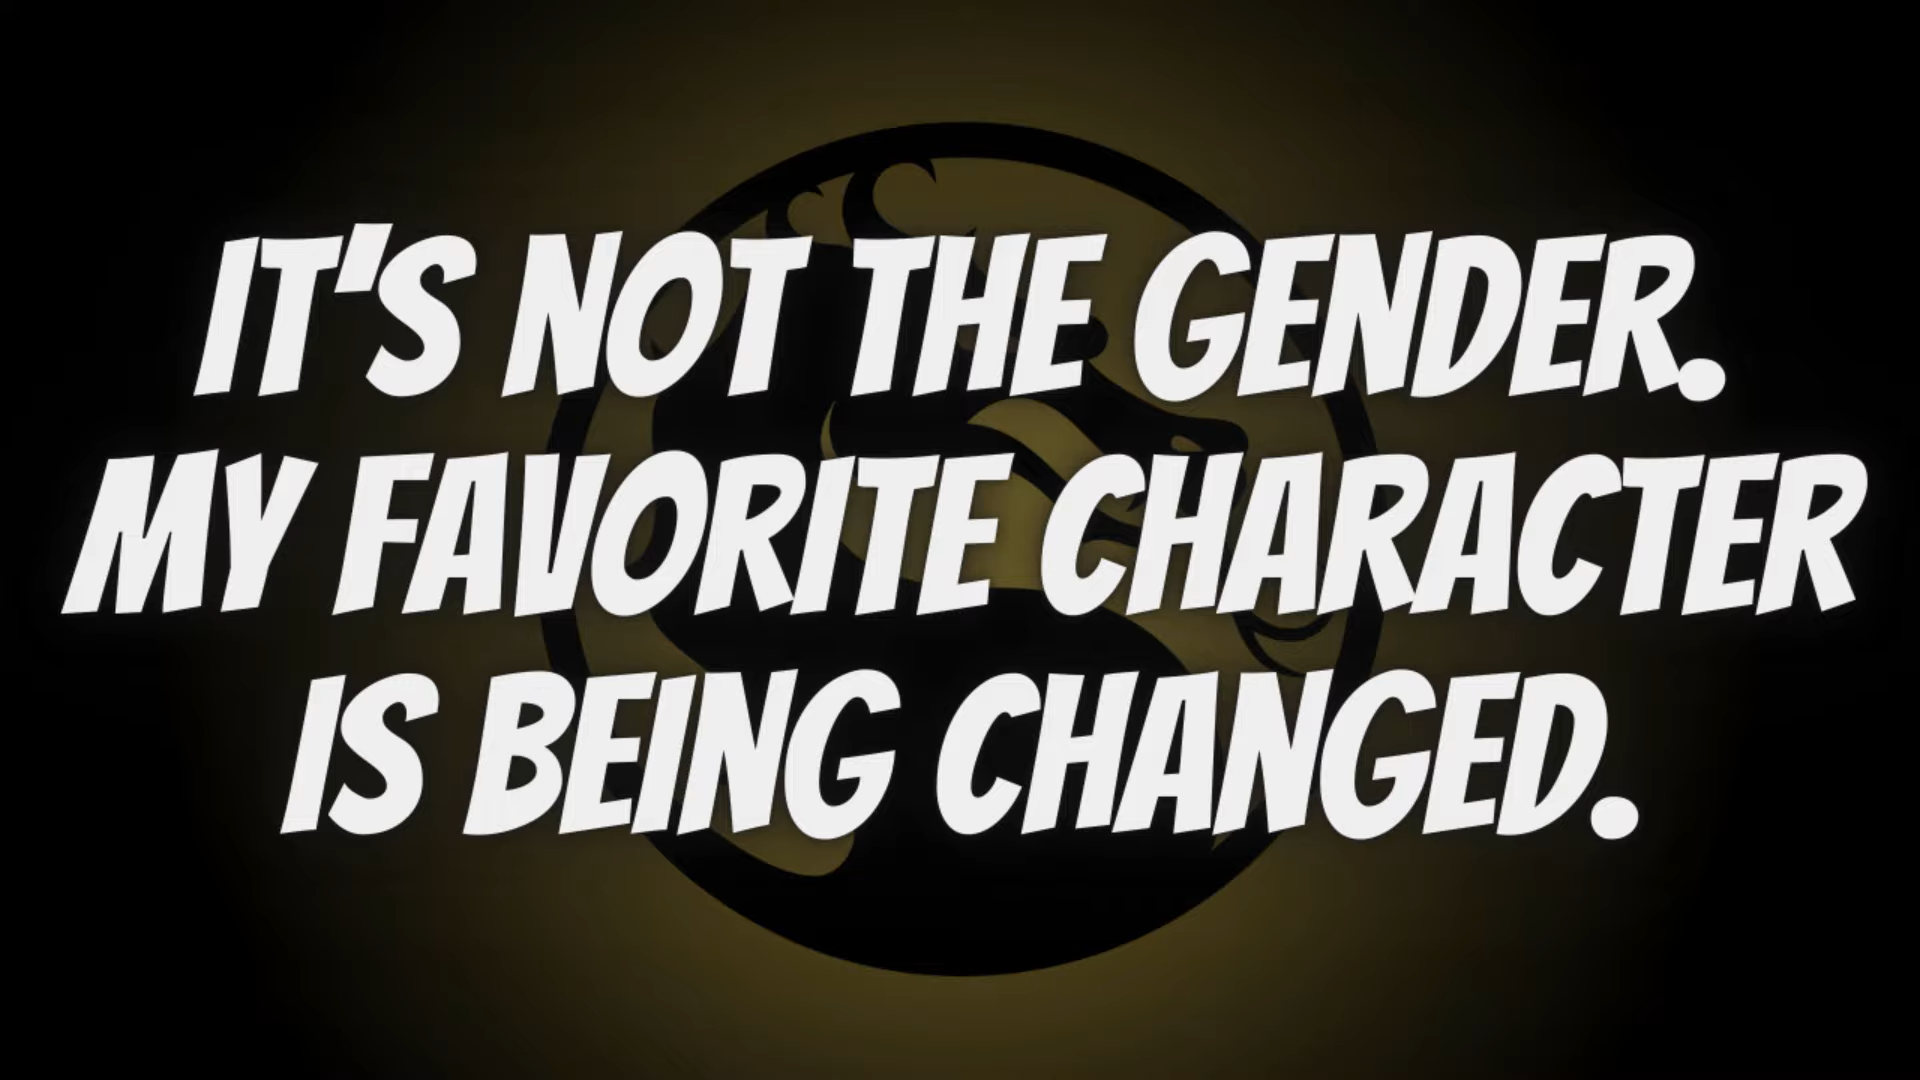 IT'S NOT THE GENDER.
MY FAVORITE CHARACTER
IS BEING CHANGED.